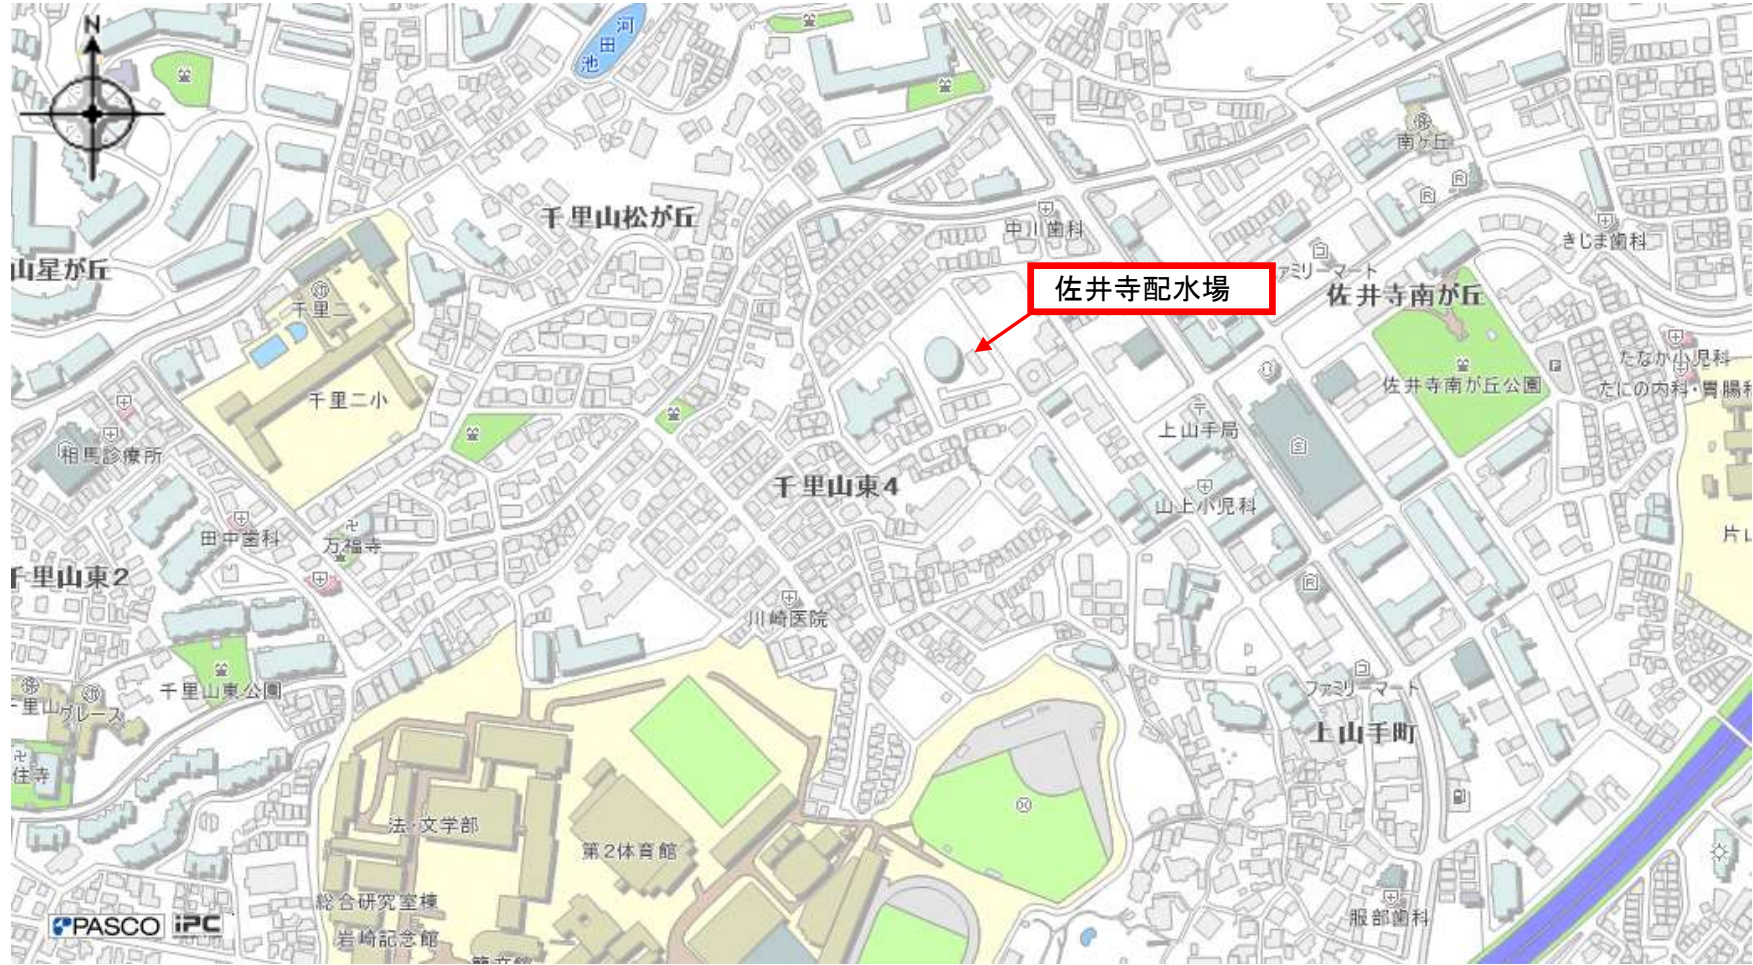 N
河
田
池
南ヶ丘
千里山松が丘
中川歯科
きじま歯科
山星が丘
ファミリーマート
佐井寺配水場
佐井寺南が丘
千里二
たなか小児科
佐井寺南が丘公園
たにの内科・胃腸科
千里二小
上山手局
相馬診療所
千里山東4
山上小児科
田中歯科
万福寺
片山
千里山東2
川崎医院
千里山東公園
ファミリーマート
千里山グレース
上山手町
住寺
法・文学部
第2体育館
総合研究室棟
服部歯科
PASCO iPC
岩崎記念館
簡文館